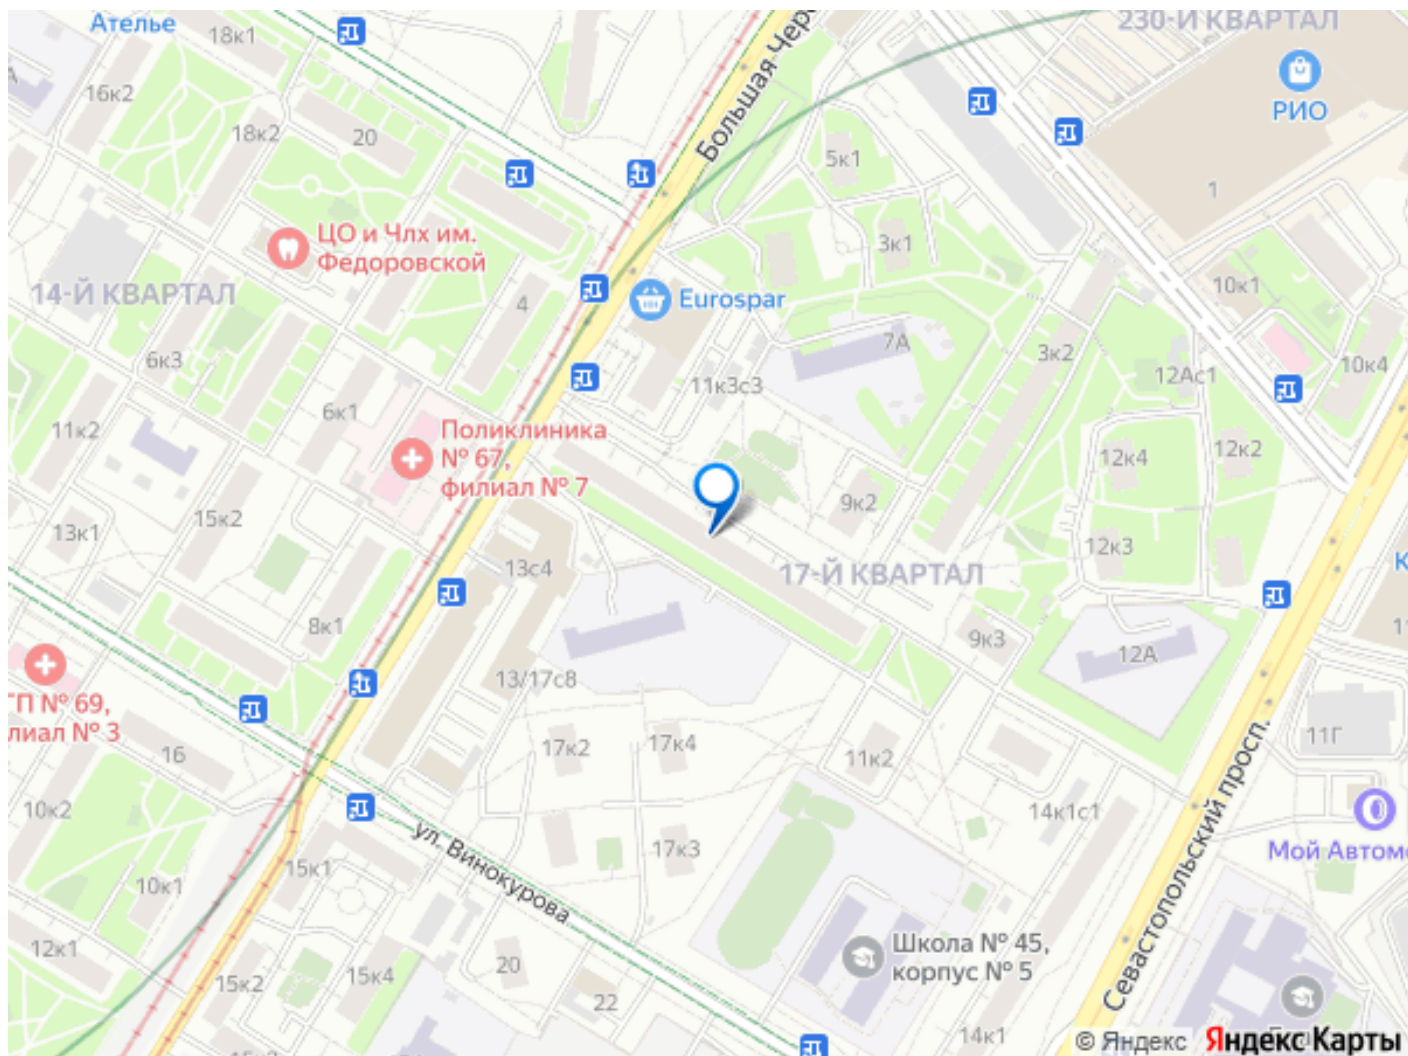 Ателье
18к1
230-Й КВАРТАЛ
РИО
16к2
18к2
20
Большая Чер
5к1
1
ЦО и Члх им.
Федоровской
3к1
14-Й КВАРТАЛ
4
Eurospar
10к1
7А
3к2
6к3
11к3с3
12Ас1
10к4
6к1
11к2
Поликлиника
№ 67,
филиал № 7
12к4
12к2
15к2
9к2
13к1
12к3
13с4
17-Й КВАРТАЛ
К
8к1
9к3
11
12А
ГП № 69,
лиал № 3
13/17с8
16
17к2
17к4
11к2
11Г
10к2
14к1с1
Севастопольский просп.
ул. Винокурова
17к3
Мой Автом
15к1
10к1
12к1
Школа № 45,
корпус № 5
20
15к2
15к4
22
14к1
© Яндекс Яндекс Карты